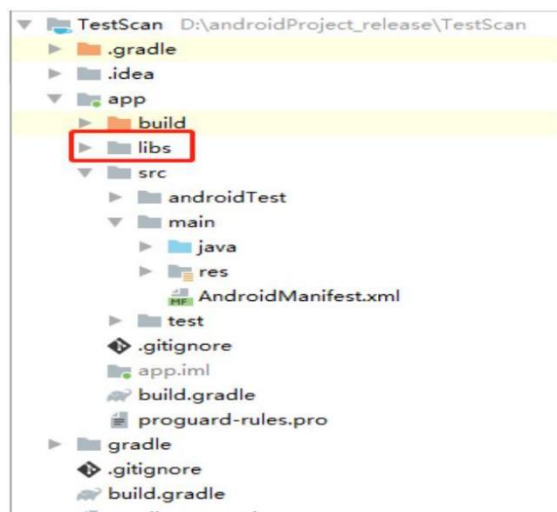 TestScan D:\androidProject_release\TestScan
.gradle
.idea
app
build
libs
src
androidTest
main
java
res
MF AndroidManifest.xml
test
.gitignore
app.iml
build.gradle
proguard-rules.pro
gradle
.gitignore
build.gradle